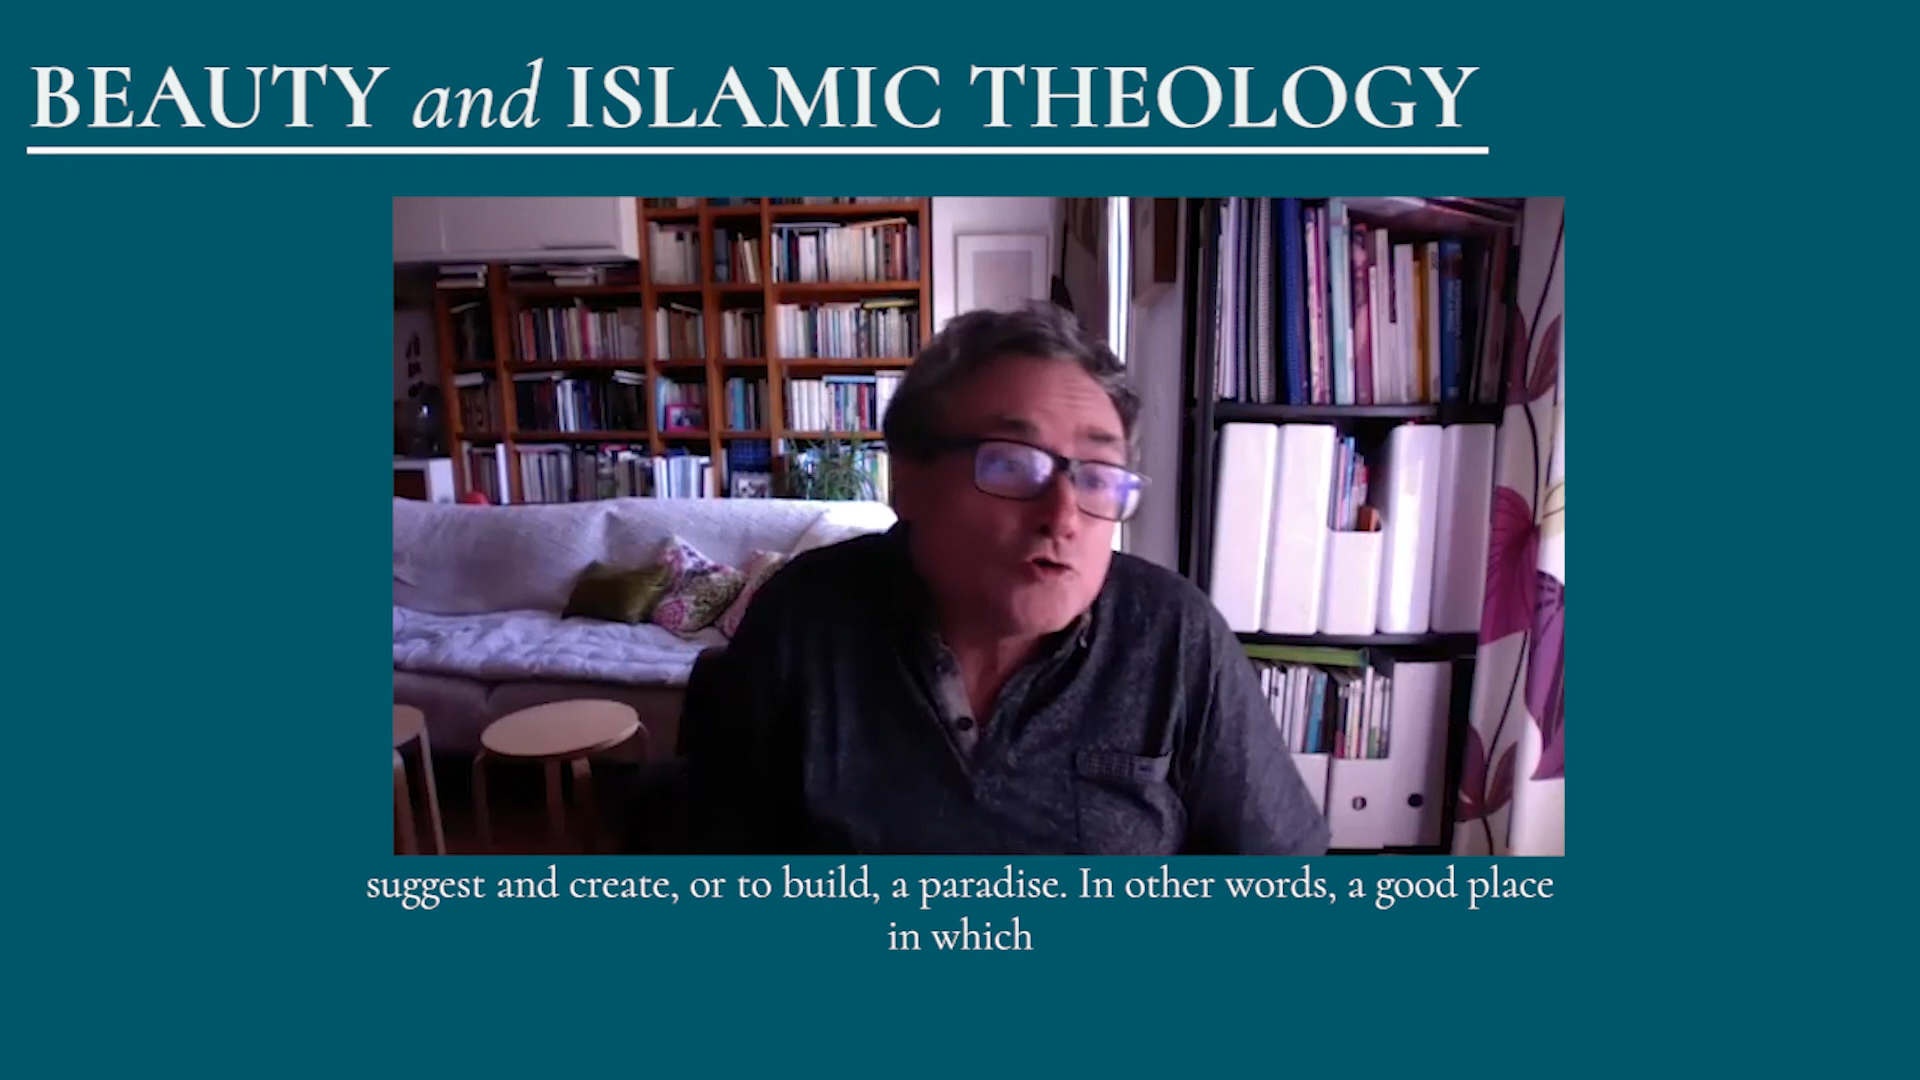 BEAUTY and ISLAMIC THEOLOGY
suggest and create, or to build, a paradise. In other words, a good place
in which